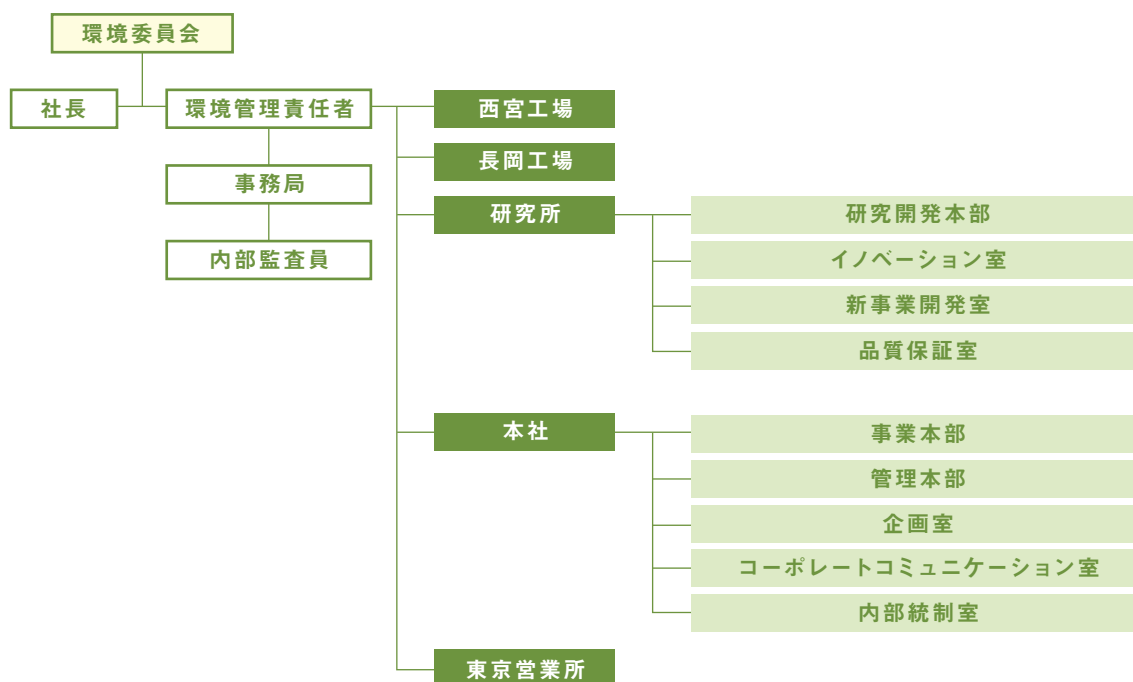 環境委員会
社長
環境管理責任者
事務局
内部監査員
西宮工場
長岡工場
研究所
研究開発本部
イノベーション室
新事業開発室
品質保証室
本社
事業本部
管理本部
企画室
コーポレートコミュニケーション室
内部統制室
東京営業所